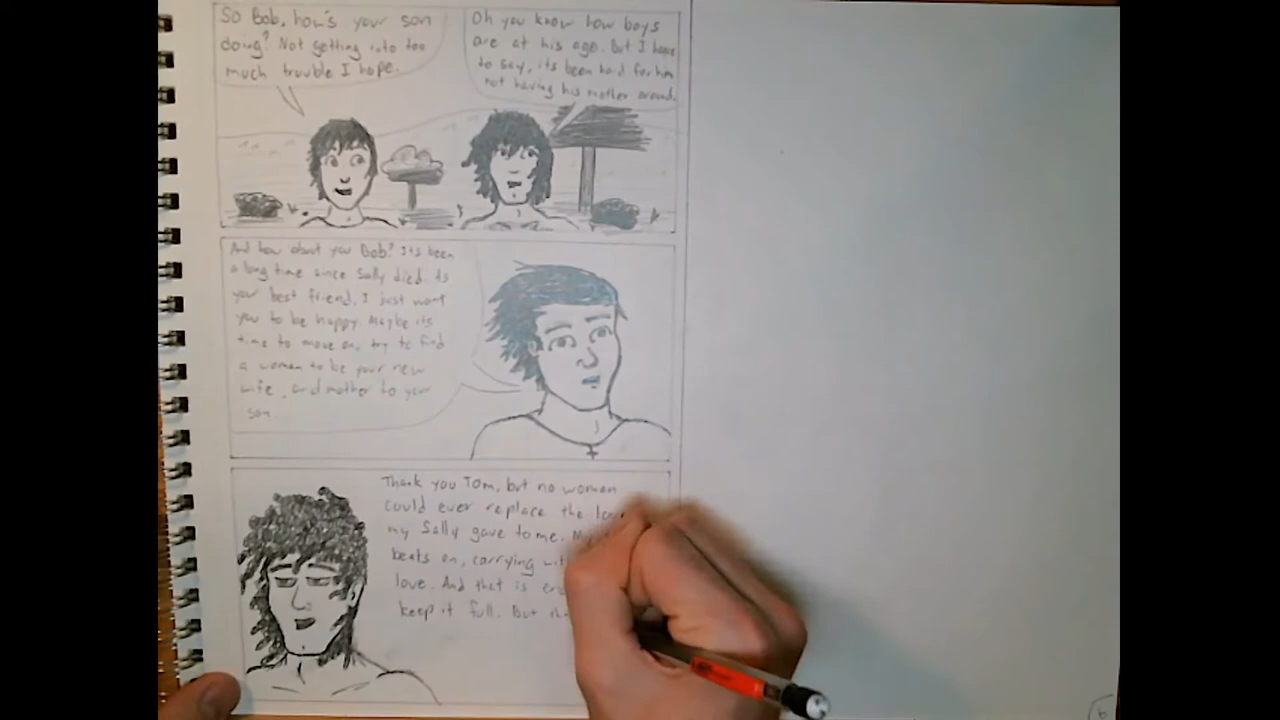 So Bob, how's your son
doing? Not getting into too
much trouble I hope.
Oh you know how boys
are at his age. But I have
to say, its been hard for him
not having his mother around.
And how about you Bob? Its been
a long time since Sally died. As
your best friend, I just want
you to be happy. Maybe its
time to move on, try to find
a woman to be your new
wife, and mother to your
son.
Thank you Tom, but no woman
could ever replace the
my Sally gave to me. My
beats on, carrying
love. And that is
keep it full. But